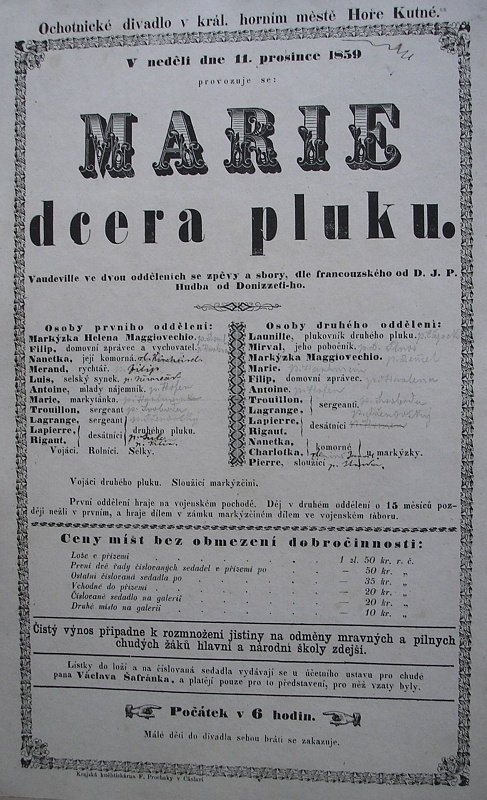 Ochotnické divadlo v král. horním městě Hoře Kutné.
V neděli dne 11. prosince 1859
provozuje se:
MARIE
dcera pluku.
Vaudeville ve dvou odděleních se zpěvy a sbory, dle francouzského od D. J. P.
Hudba od Donizzeti-ho.
Osoby prvního oddělení:
Markýzka Helena Maggiovechio.
Filip, domovní zprávce a vychovatel.
Nanetka, její komorná.
Merand, rychtář.
Luis, selský synek.
Antoine, mladý nájemník.
Marie, markytánka.
Trouillon, sergeant
Lagrange, sergeant
Lapierre, desátníci druhého pluku.
Rigaut,
Vojáci. Rolníci. Selky.
Osoby druhého oddělení:
Launille, plukovník druhého pluku.
Mirval, jeho pobočník.
Markýzka Maggiovechio.
Marie.
Filip, domovní zprávec.
Antoine.
Trouillon, sergeanti.
Lagrange,
Lapierre, desátníci
Rigaut,
Nanetka, komorné u markýzky.
Charlotka,
Pierre, sloužící
Vojáci druhého pluku. Sloužící markýzčini.
První oddělení hraje na vojenském pochodě. Děj v druhém oddělení o 15 měsíců poz-
ději nežli v prvním, a hraje dílem v zámku markýzčiném dílem ve vojenském táboru.
Ceny míst bez obmezení dobročinnosti:
Lože v přízemí 1 zl. 50 kr. r. č.
První dvě řady číslovaných sedadel v přízemí po — 50 kr. „
Ostatní číslovaná sedadla po — 35 kr. „
Vchodné do přízemí — 20 kr. „
Číslované sedadlo na galerii — 20 kr. „
Druhé místo na galerii — 10 kr. „
Čistý výnos připadne k rozmnožení jistiny na odměny mravných a pilných
chudých žáků hlavní a národní školy zdejší.
Lístky do loží a na číslovaná sedadla vydávají se u účetního ustavu pro chudé
pana Václava Šafránka, a platějí pouze pro to představení, pro něž vzaty byly.
Počátek v 6 hodin.
Málé děti do divadla sebou bráti se zakazuje.
Krajská knihtiskárna F. Procházky v Čáslavi